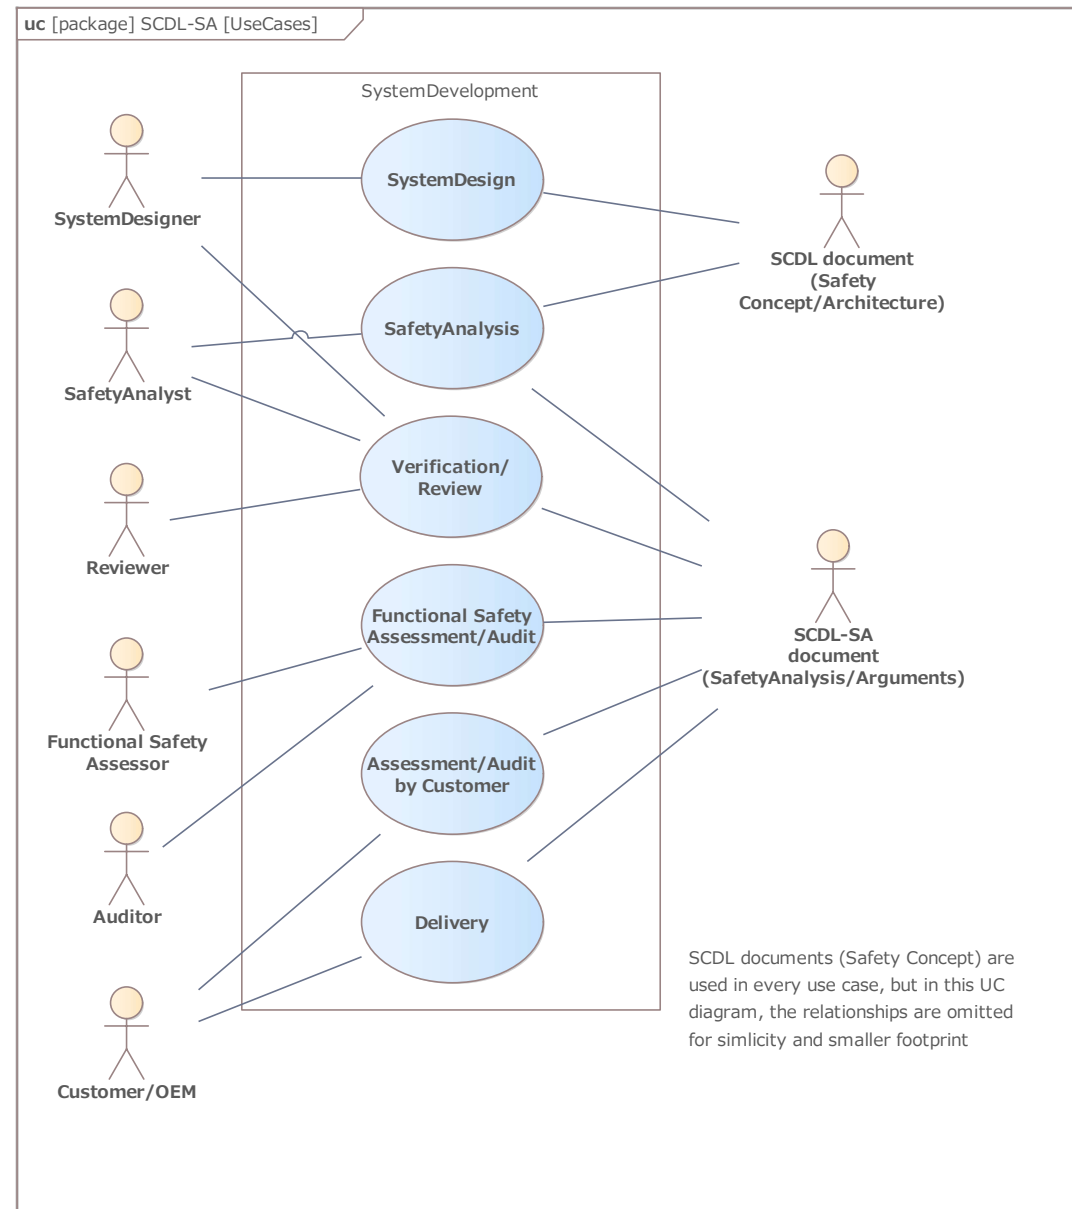 uc [package] SCDL-SA [UseCases]
SystemDevelopment
SystemDesigner
SafetyAnalyst
Reviewer
Functional Safety
Assessor
Auditor
Customer/OEM
SystemDesign
SafetyAnalysis
Verification/
Review
Functional Safety
Assessment/Audit
Assessment/Audit
by Customer
Delivery
SCDL document
(Safety
Concept/Architecture)
SCDL-SA
document
(SafetyAnalysis/Arguments)
SCDL documents (Safety Concept) are
used in every use case, but in this UC
diagram, the relationships are omitted
for simlicity and smaller footprint